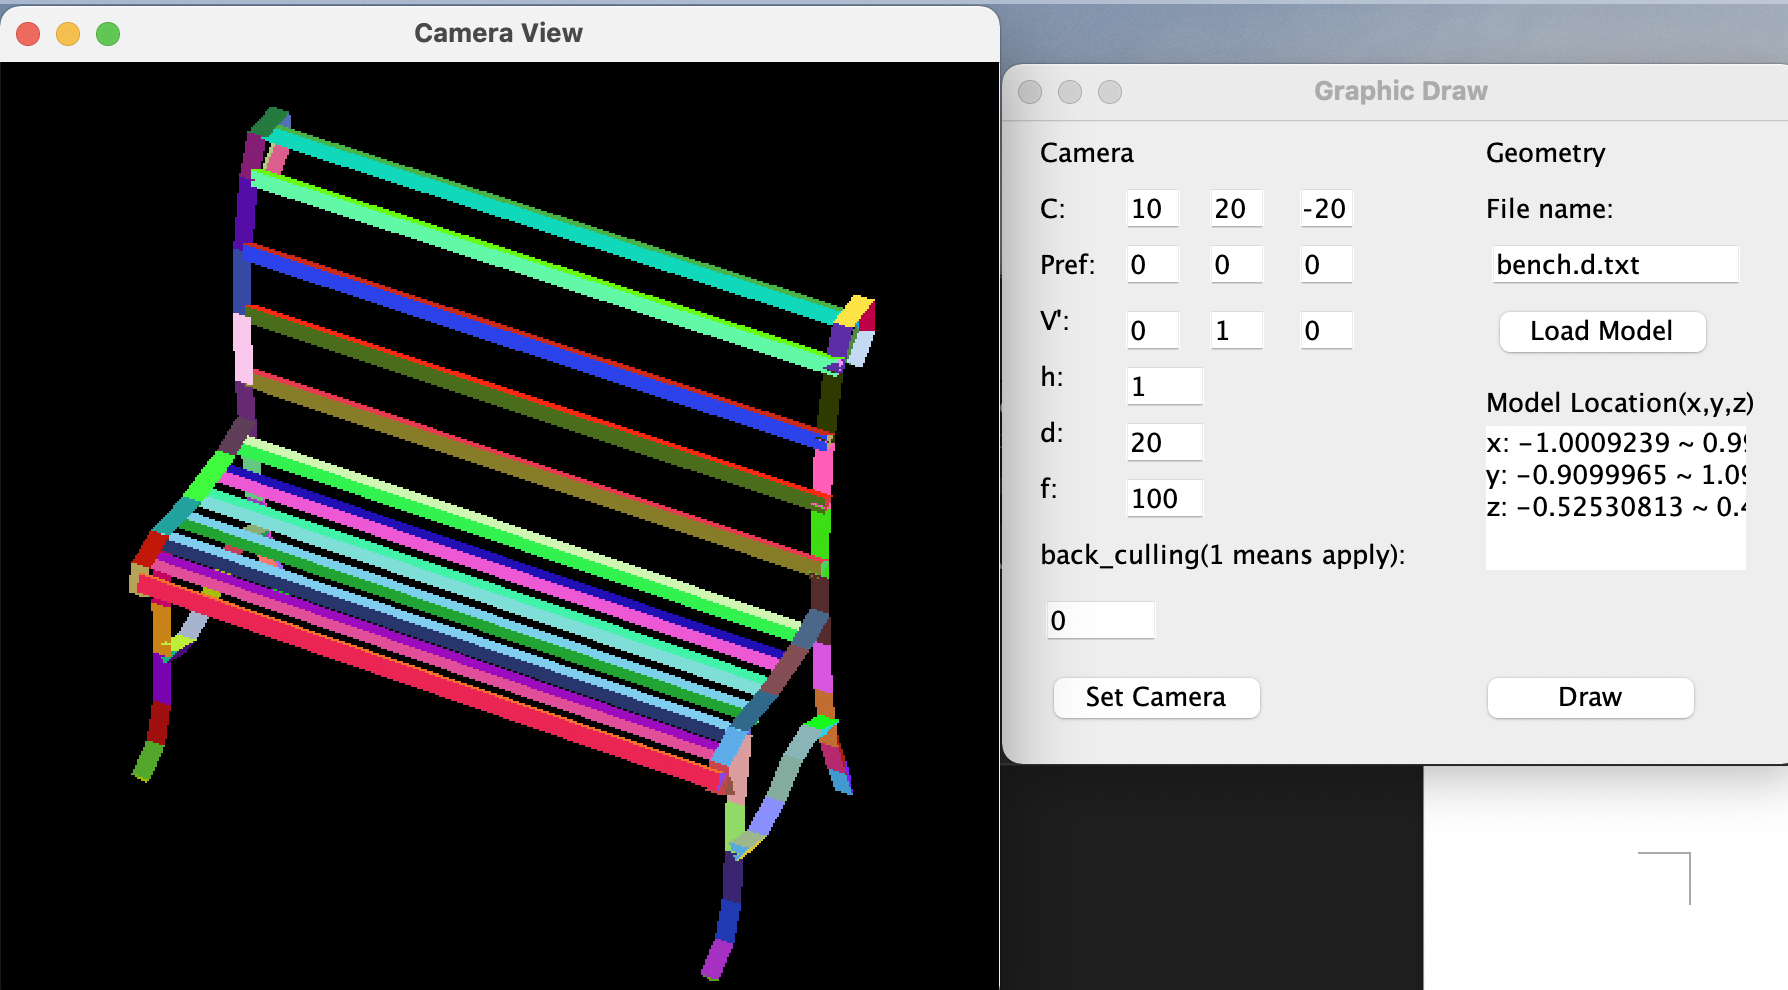 Camera View
Graphic Draw
Camera
Geometry
C: 10 20 -20
File name:
Pref: 0 0 0
bench.d.txt
V': 0 1 0
Load Model
h: 1
Model Location(x,y,z)
d: 20
x: -1.0009239 ~ 0.9
y: -0.9099965 ~ 1.09
z: -0.52530813 ~ 0.4
f: 100
back_culling(1 means apply):
0
Set Camera
Draw